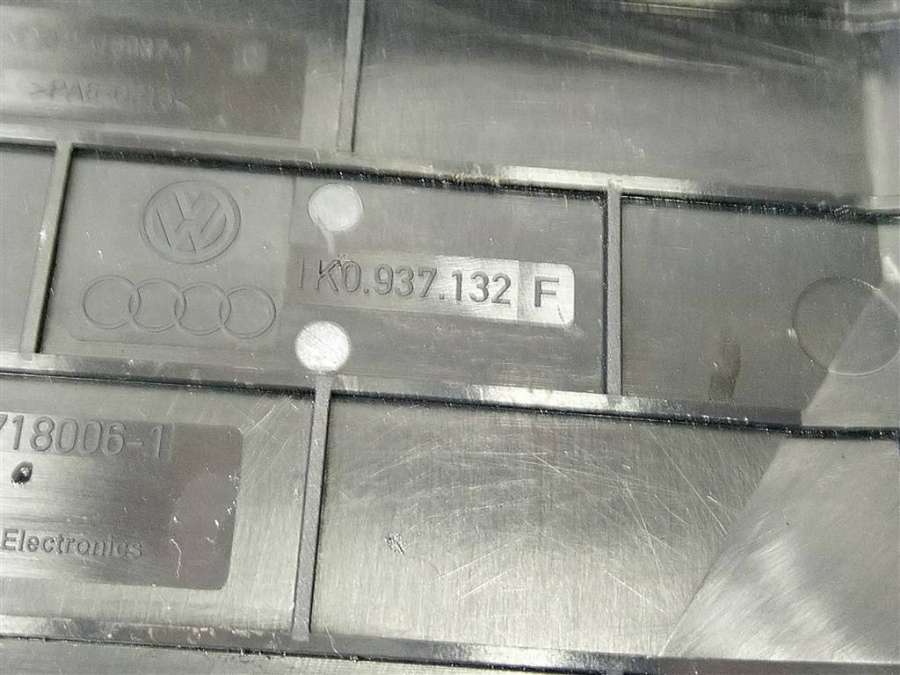 1K0.937.132 F
718006-1
Electronics